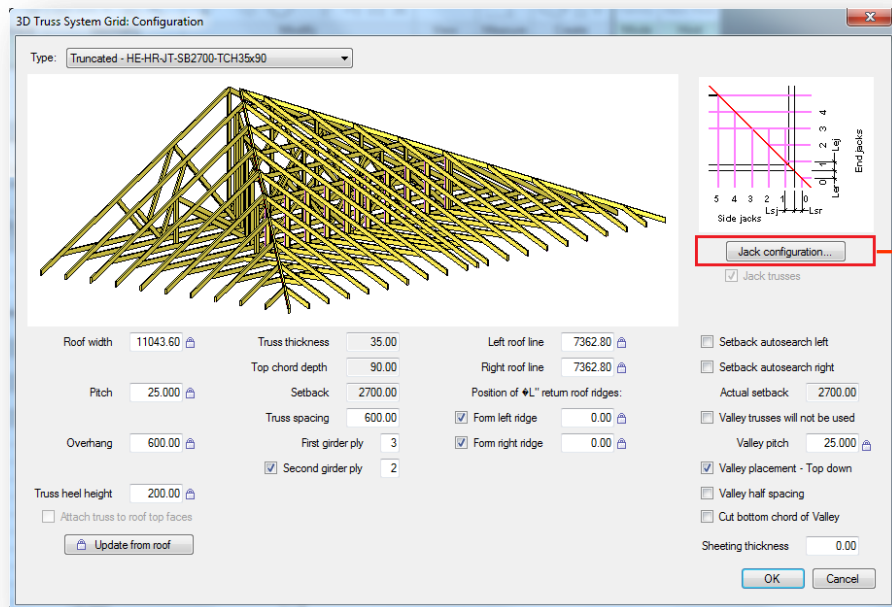 3D Truss System Grid: Configuration
Type: Truncated - HE-HR-JT-SB2700-TCH35x90
4
3
2
1
0
Lej
Ler
End jacks
5 4 3 2 1 0
Side jacks
Lsj
Lsr
Jack configuration...
Jack trusses
Roof width 11043.60
Pitch 25.000
Overhang 600.00
Truss heel height 200.00
Attach truss to roof top faces
Update from roof
Truss thickness 35.00
Top chord depth 90.00
Setback 2700.00
Truss spacing 600.00
First girder ply 3
Second girder ply 2
Left roof line 7362.80
Right roof line 7362.80
Position of �L" return roof ridges:
Form left ridge 0.00
Form right ridge 0.00
Setback autosearch left
Setback autosearch right
Actual setback 2700.00
Valley trusses will not be used
Valley pitch 25.000
Valley placement - Top down
Valley half spacing
Cut bottom chord of Valley
Sheeting thickness 0.00
OK
Cancel